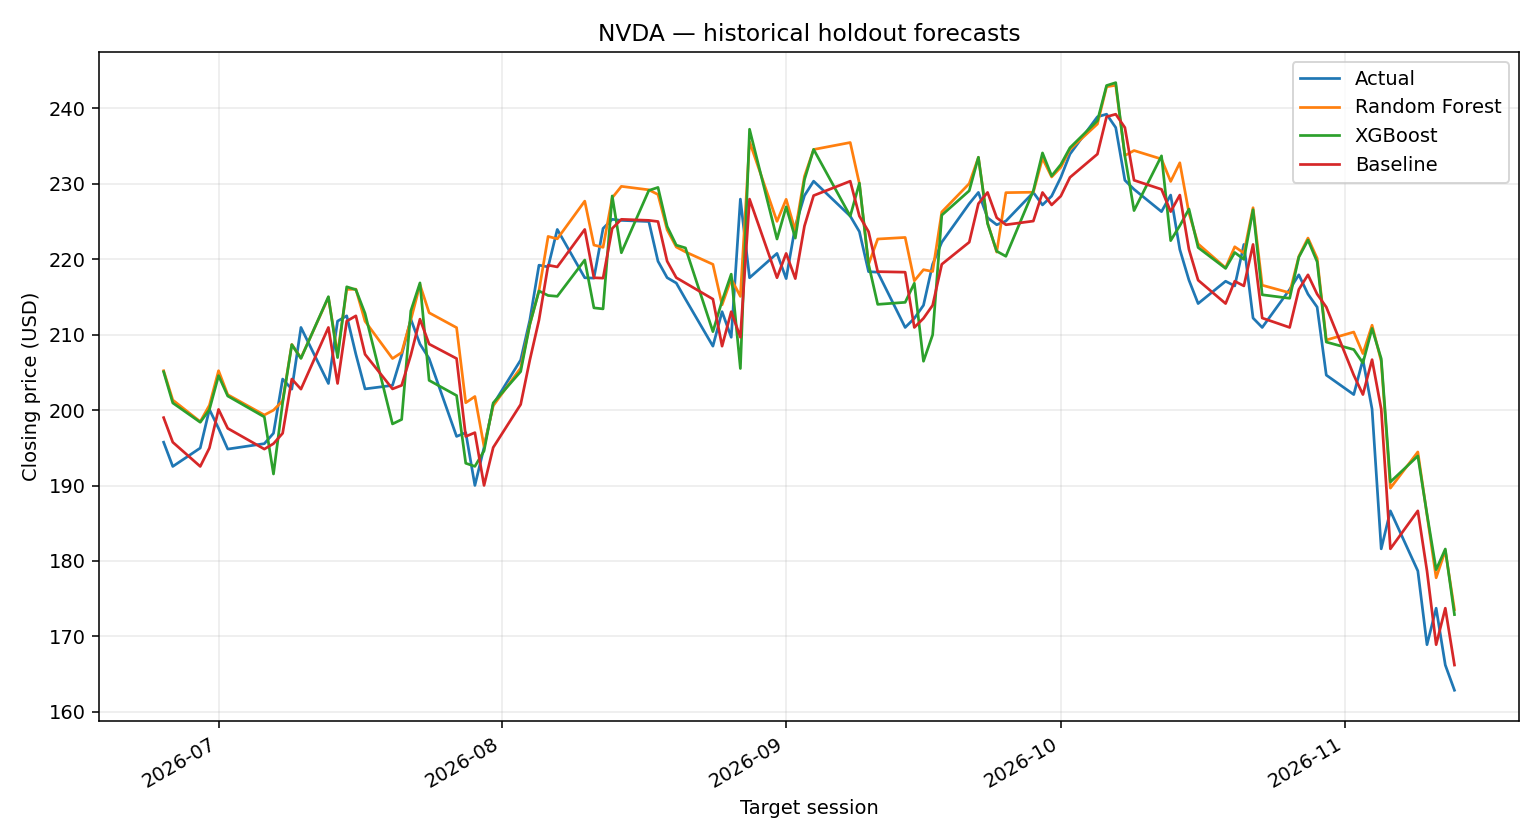 NVDA — historical holdout forecasts
Actual
Random Forest
XGBoost
Baseline
Closing price (USD)
240
230
220
210
200
190
180
170
160
2026-07
2026-08
2026-09
2026-10
2026-11
Target session